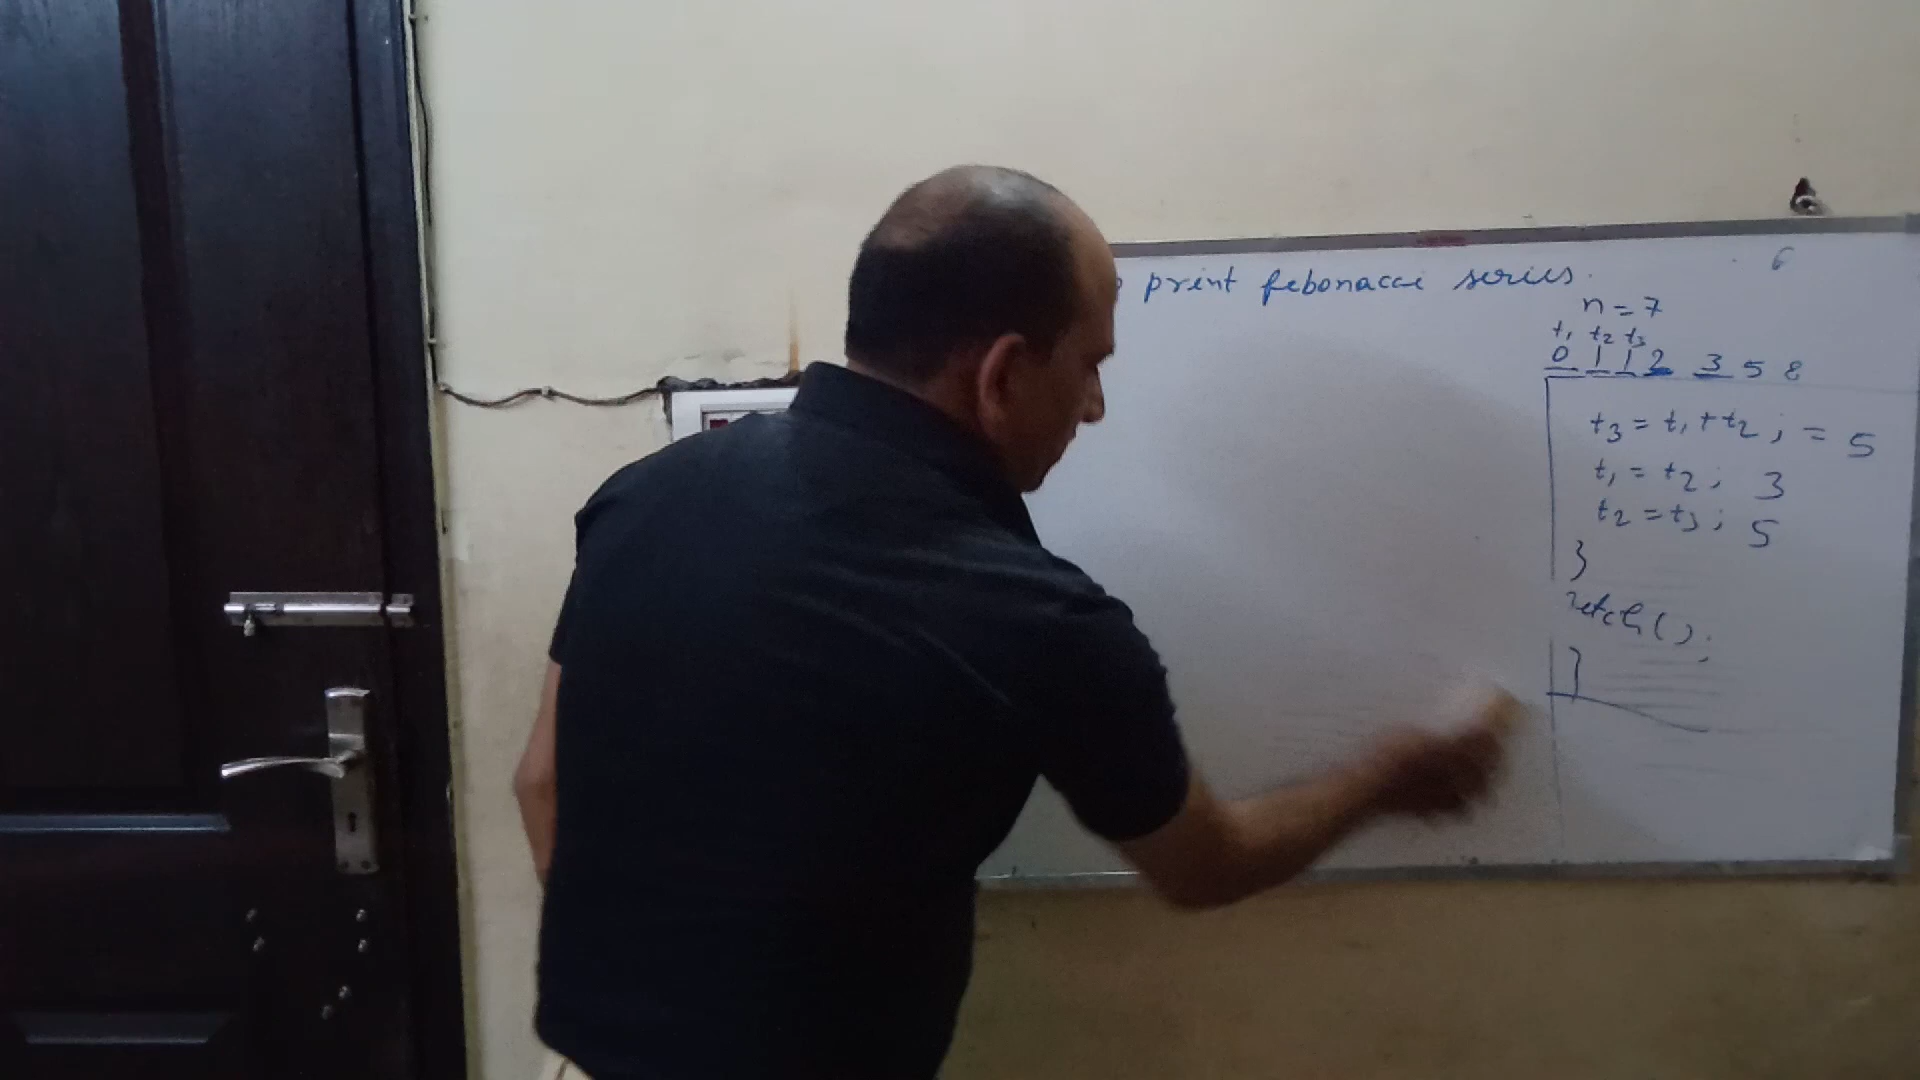 print febonacci series.
n = 7
t1 t2 t3
0 1 1 2 3 5 8
t3 = t1 + t2 ; = 5
t1 = t2 ; 3
t2 = t3 ; 5
}
getch();
}